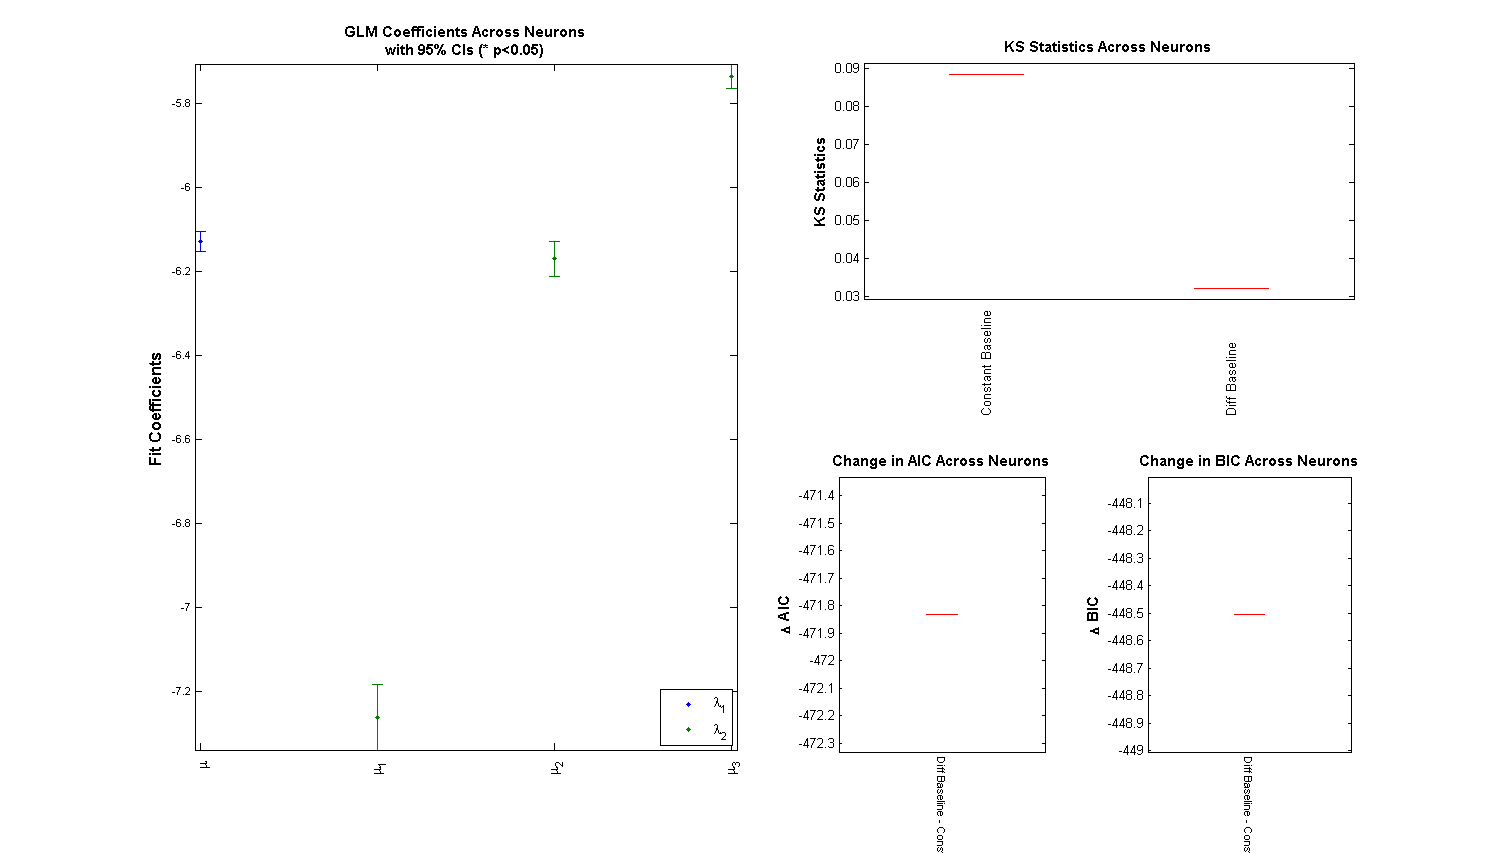 GLM Coefficients Across Neurons
with 95% CIs (* p<0.05)
Fit Coefficients
-5.8
-6
-6.2
-6.4
-6.6
-6.8
-7
-7.2
μ
μ1
μ2
μ3
λ1
λ2
KS Statistics Across Neurons
KS Statistics
0.09
0.08
0.07
0.06
0.05
0.04
0.03
Constant Baseline
Diff Baseline
Change in AIC Across Neurons
Δ AIC
-471.4
-471.5
-471.6
-471.7
-471.8
-471.9
-472
-472.1
-472.2
-472.3
Diff Baseline - Cons
Change in BIC Across Neurons
Δ BIC
-448.1
-448.2
-448.3
-448.4
-448.5
-448.6
-448.7
-448.8
-448.9
-449
Diff Baseline - Cons